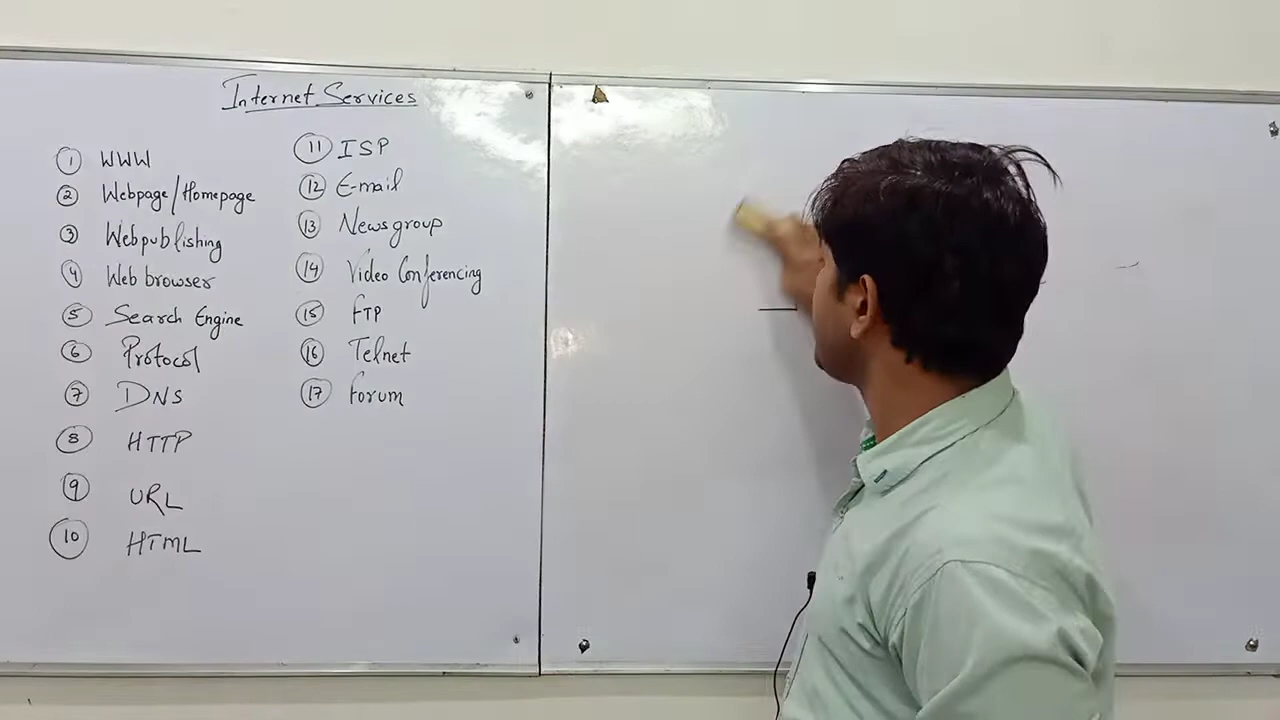 Internet Services
① WWW
② Webpage/Homepage
③ Webpublishing
④ Web browser
⑤ Search Engine
⑥ Protocol
⑦ DNS
⑧ HTTP
⑨ URL
⑩ HTML
⑪ ISP
⑫ E-mail
⑬ Newsgroup
⑭ Video Conferencing
⑮ FTP
⑯ Telnet
⑰ Forum